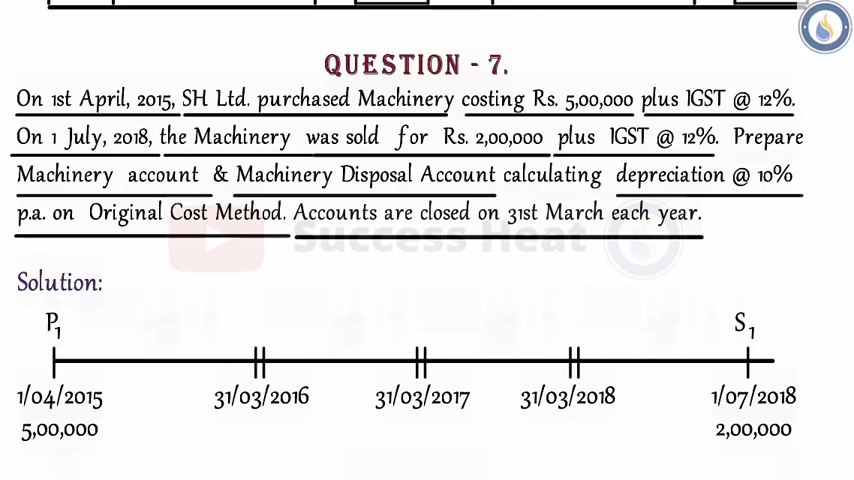 QUESTION - 7.
On 1st April, 2015, SH Ltd. purchased Machinery costing Rs. 5,00,000 plus IGST @ 12%.
On 1 July, 2018, the Machinery was sold for Rs. 2,00,000 plus IGST @ 12%. Prepare
Machinery account & Machinery Disposal Account calculating depreciation @ 10%
p.a. on Original Cost Method. Accounts are closed on 31st March each year.
Success Heat
Solution:
P1 S1
1/04/2015 31/03/2016 31/03/2017 31/03/2018 1/07/2018
5,00,000 2,00,000